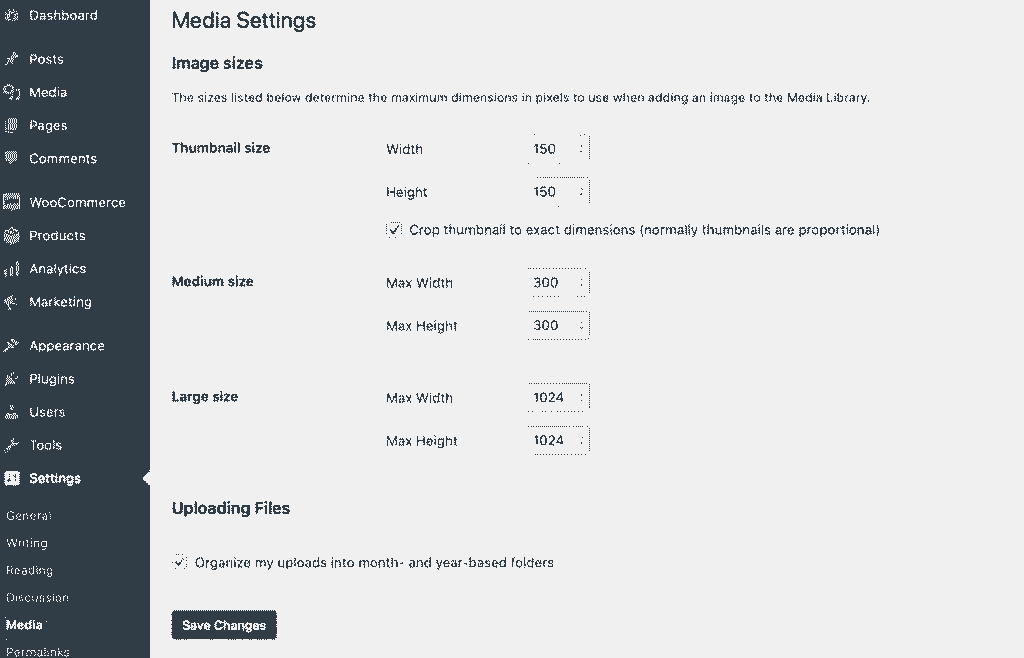 Dashboard
Posts
Media
Pages
Comments
WooCommerce
Products
Analytics
Marketing
Appearance
Plugins
Users
Tools
Settings
General
Writing
Reading
Discussion
Media
Permalinks
Media Settings
Image sizes
The sizes listed below determine the maximum dimensions in pixels to use when adding an image to the Media Library.
Thumbnail size
Width 150
Height 150
Crop thumbnail to exact dimensions (normally thumbnails are proportional)
Medium size
Max Width 300
Max Height 300
Large size
Max Width 1024
Max Height 1024
Uploading Files
Organize my uploads into month- and year-based folders
Save Changes